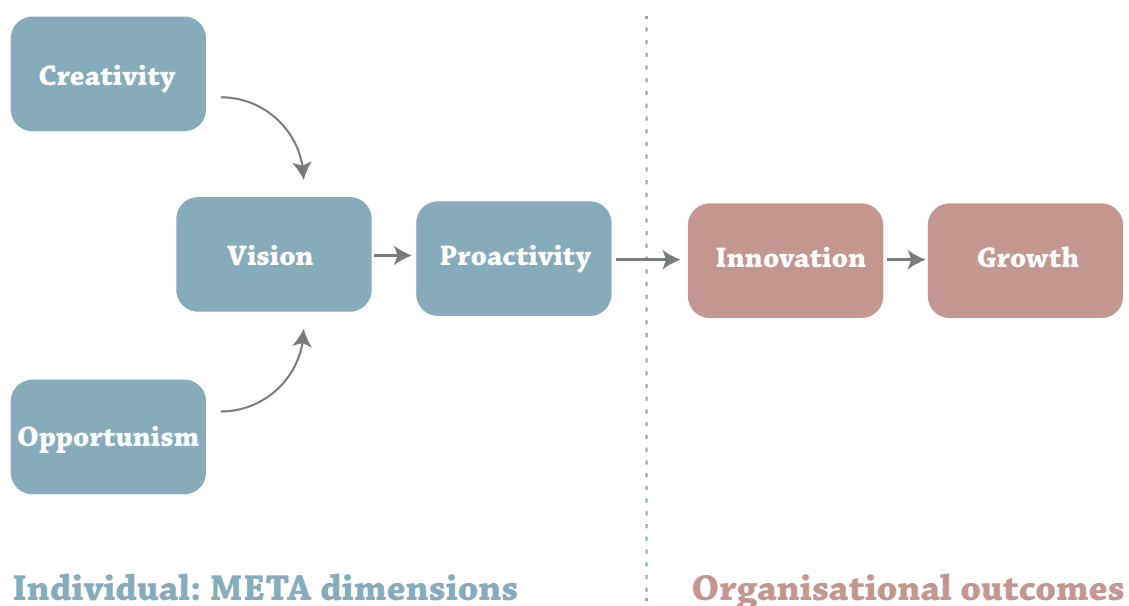 Creativity
Vision
Proactivity
Innovation
Growth
Opportunism
Individual: META dimensions
Organisational outcomes